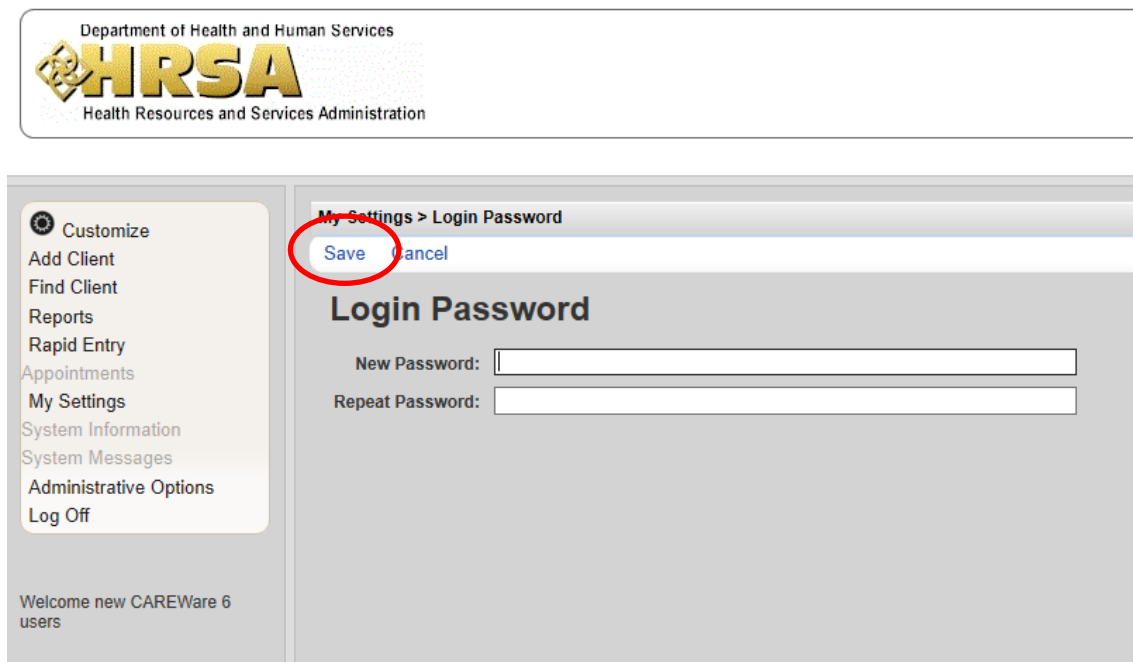 Department of Health and Human Services
HRSA
Health Resources and Services Administration
Customize
Add Client
Find Client
Reports
Rapid Entry
Appointments
My Settings
System Information
System Messages
Administrative Options
Log Off
Welcome new CAREWare 6
users
My Settings > Login Password
Save Cancel
Login Password
New Password:
Repeat Password: